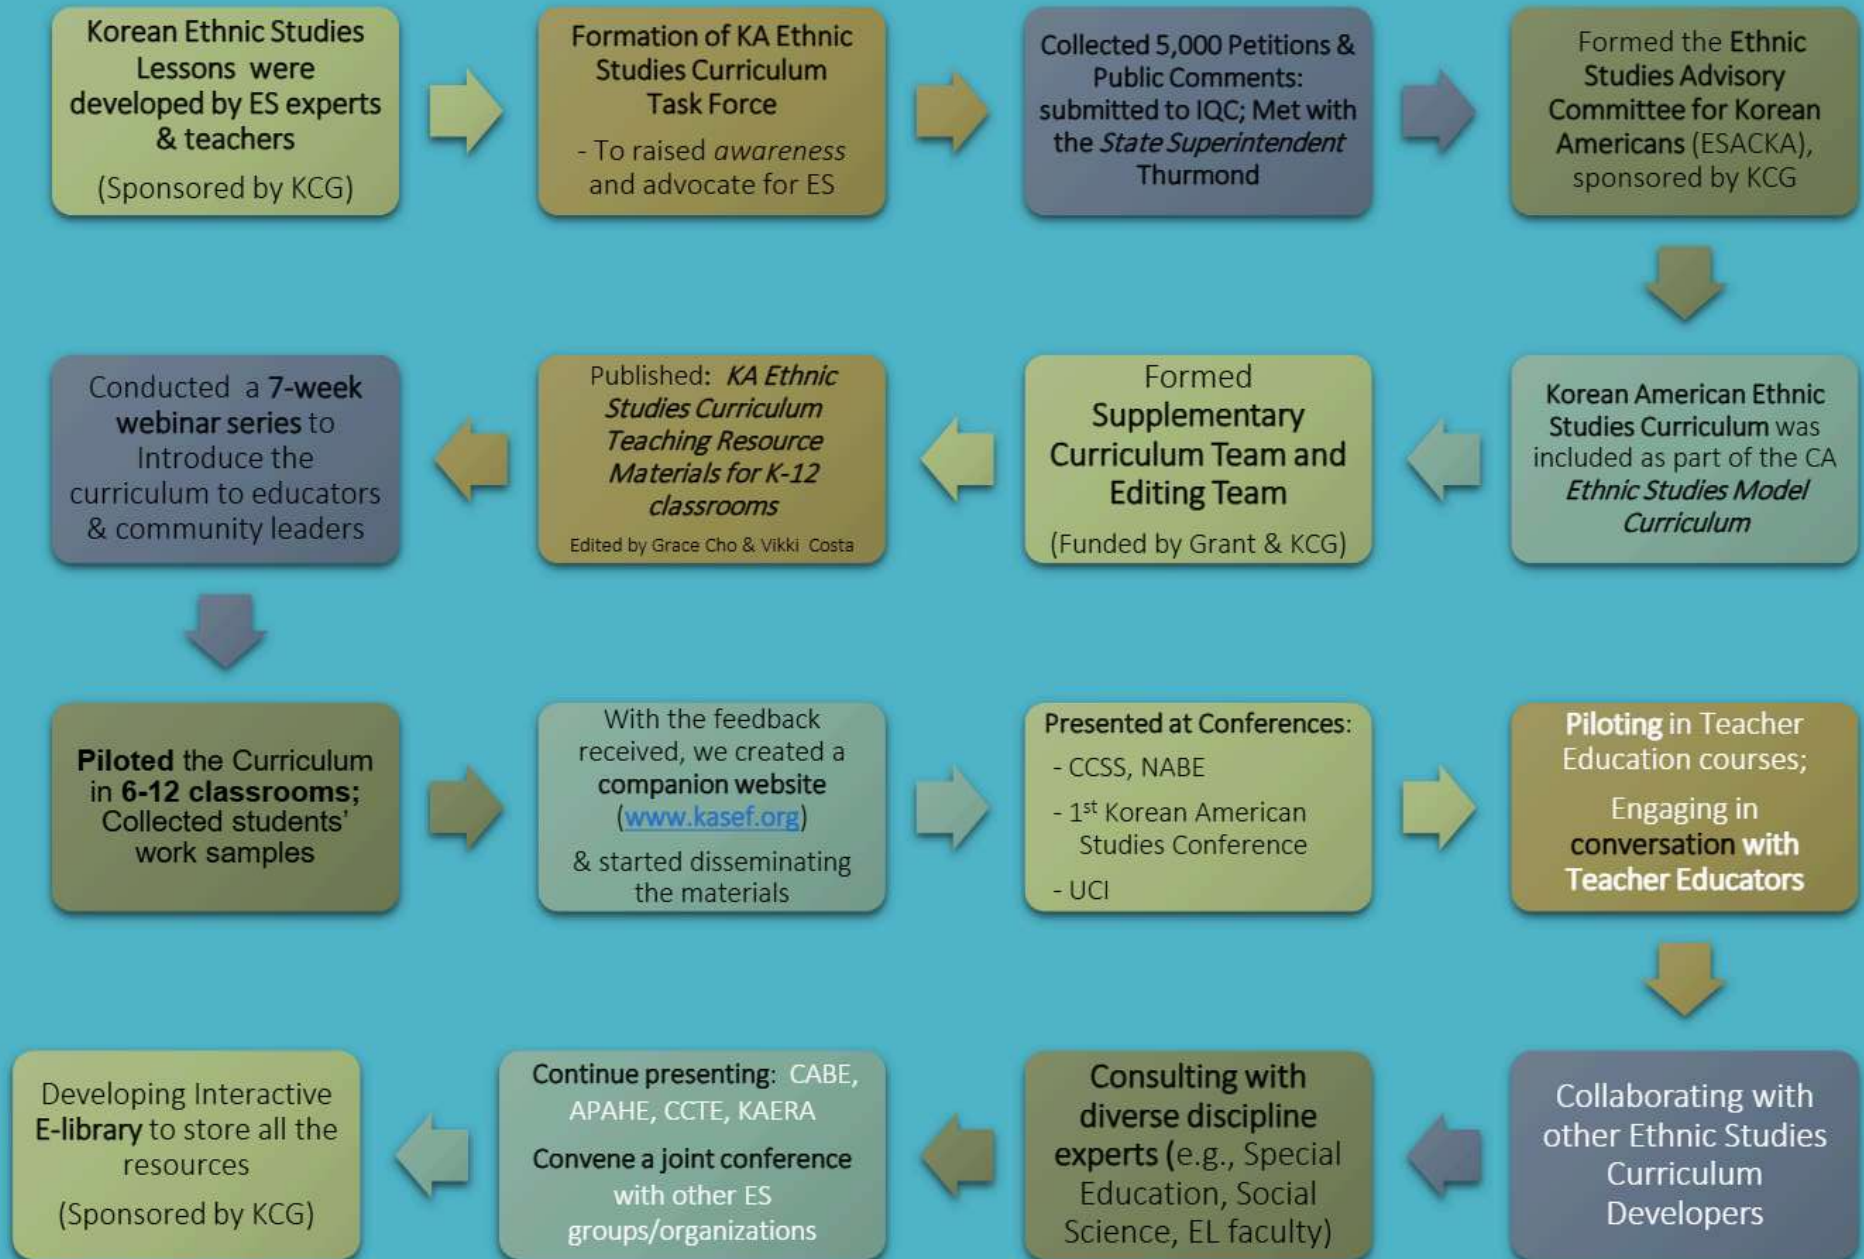 Korean Ethnic Studies
Lessons were
developed by ES experts
& teachers
(Sponsored by KCG)
Formation of KA Ethnic
Studies Curriculum
Task Force
- To raised awareness
and advocate for ES
Collected 5,000 Petitions &
Public Comments:
submitted to IQC; Met with
the State Superintendent
Thurmond
Formed the Ethnic
Studies Advisory
Committee for Korean
Americans (ESACKA),
sponsored by KCG
Korean American Ethnic
Studies Curriculum was
included as part of the CA
Ethnic Studies Model
Curriculum
Formed
Supplementary
Curriculum Team and
Editing Team
(Funded by Grant & KCG)
Published: KA Ethnic
Studies Curriculum
Teaching Resource
Materials for K-12
classrooms
Edited by Grace Cho & Vikki Costa
Conducted a 7-week
webinar series to
Introduce the
curriculum to educators
& community leaders
Piloted the Curriculum
in 6-12 classrooms;
Collected students'
work samples
With the feedback
received, we created a
companion website
(www.kasef.org)
& started disseminating
the materials
Presented at Conferences:
- CCSS, NABE
- 1st Korean American
Studies Conference
- UCI
Piloting in Teacher
Education courses;
Engaging in
conversation with
Teacher Educators
Collaborating with
other Ethnic Studies
Curriculum
Developers
Consulting with
diverse discipline
experts (e.g., Special
Education, Social
Science, EL faculty)
Continue presenting: CABE,
APAHE, CCTE, KAERA
Convene a joint conference
with other ES
groups/organizations
Developing Interactive
E-library to store all the
resources
(Sponsored by KCG)